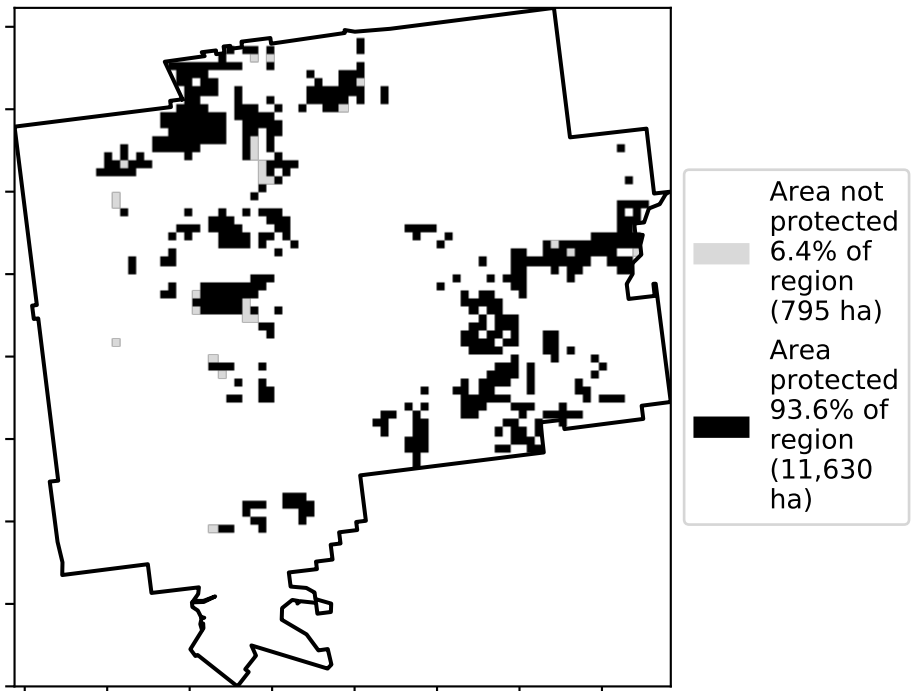 Area not
protected
6.4% of
region
(795 ha)
Area
protected
93.6% of
region
(11,630
ha)